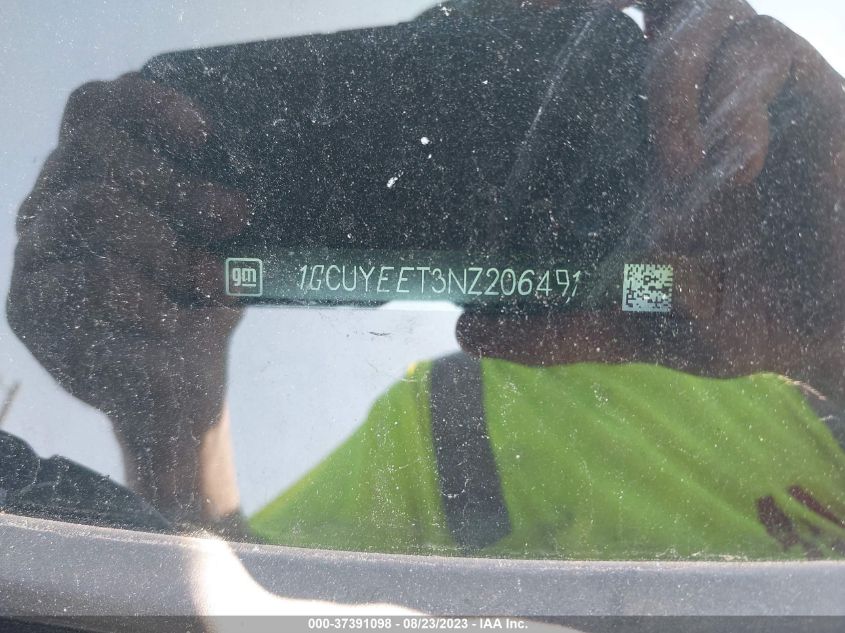 gm 1GCUYEET3NZ206491
000-37391098 - 08/23/2023 - IAA Inc.